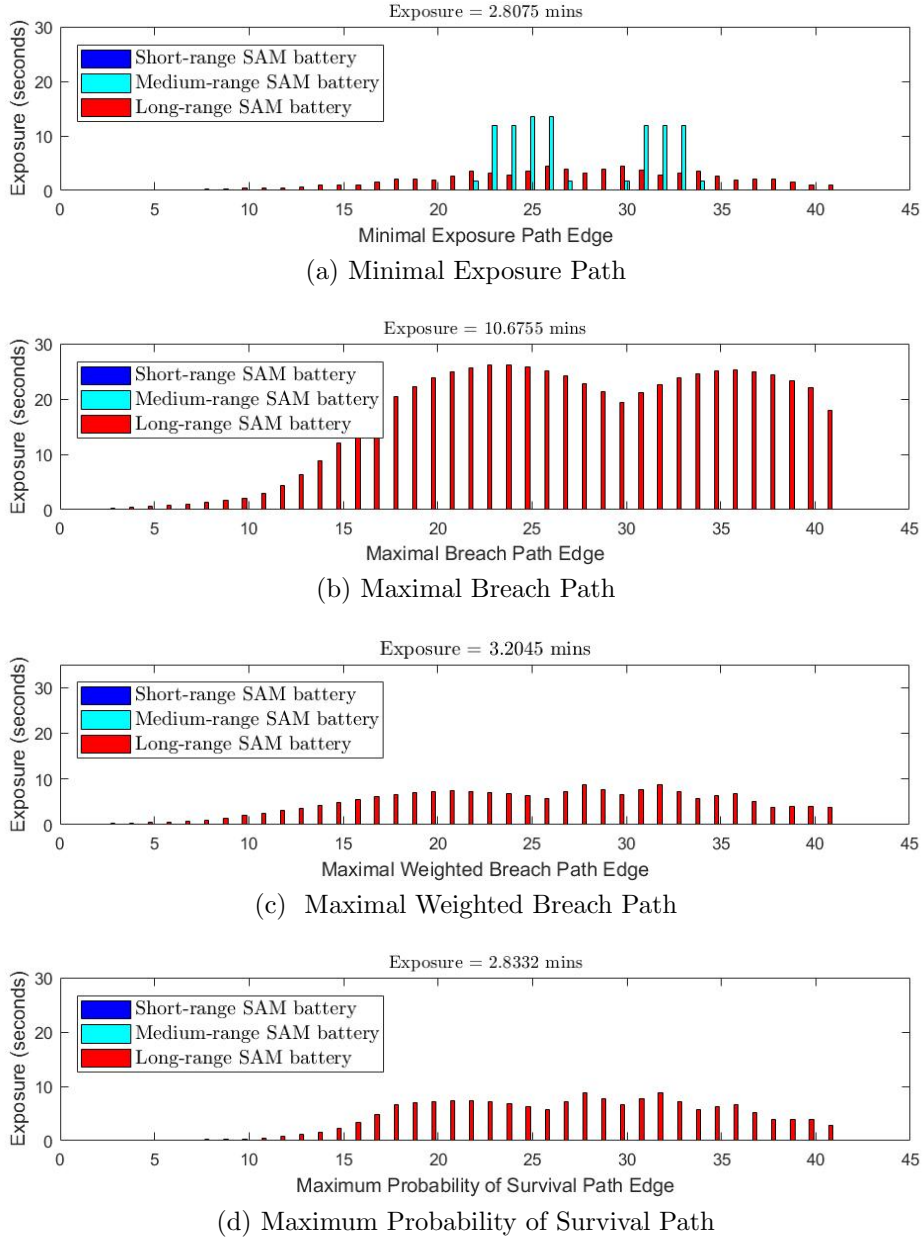 Exposure = 2.8075 mins
30
20
10
0
Exposure (seconds)
Short-range SAM battery
Medium-range SAM battery
Long-range SAM battery
0 5 10 15 20 25 30 35 40 45
Minimal Exposure Path Edge
(a) Minimal Exposure Path
Exposure = 10.6755 mins
30
20
10
0
Exposure (seconds)
Short-range SAM battery
Medium-range SAM battery
Long-range SAM battery
0 5 10 15 20 25 30 35 40 45
Maximal Breach Path Edge
(b) Maximal Breach Path
Exposure = 3.2045 mins
30
20
10
0
Exposure (seconds)
Short-range SAM battery
Medium-range SAM battery
Long-range SAM battery
0 5 10 15 20 25 30 35 40 45
Maximal Weighted Breach Path Edge
(c) Maximal Weighted Breach Path
Exposure = 2.8332 mins
30
20
10
0
Exposure (seconds)
Short-range SAM battery
Medium-range SAM battery
Long-range SAM battery
0 5 10 15 20 25 30 35 40 45
Maximum Probability of Survival Path Edge
(d) Maximum Probability of Survival Path